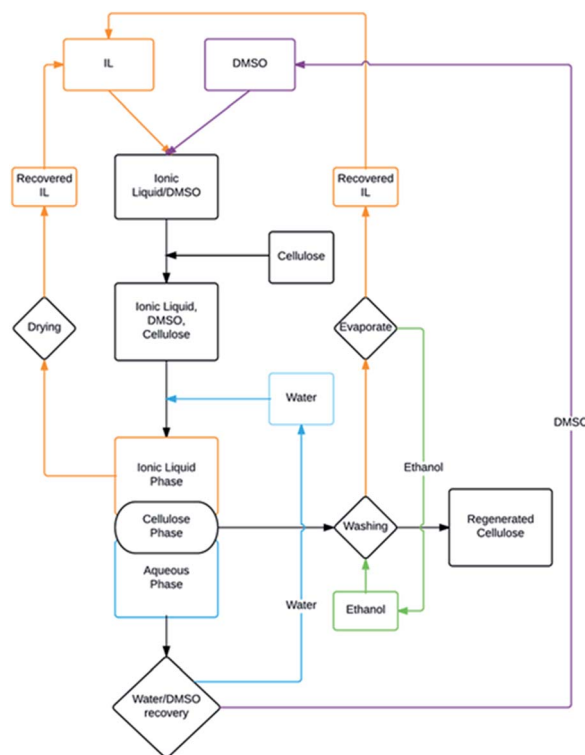 IL
DMSO
Recovered
IL
Recovered
IL
Ionic
Liquid/DMSO
Cellulose
Ionic Liquid,
DMSO,
Cellulose
Drying
Evaporate
Water
DMSO
Ionic Liquid
Phase
Ethanol
Cellulose
Phase
Washing
Regenerated
Cellulose
Aqueous
Phase
Water
Ethanol
Water/DMSO
recovery